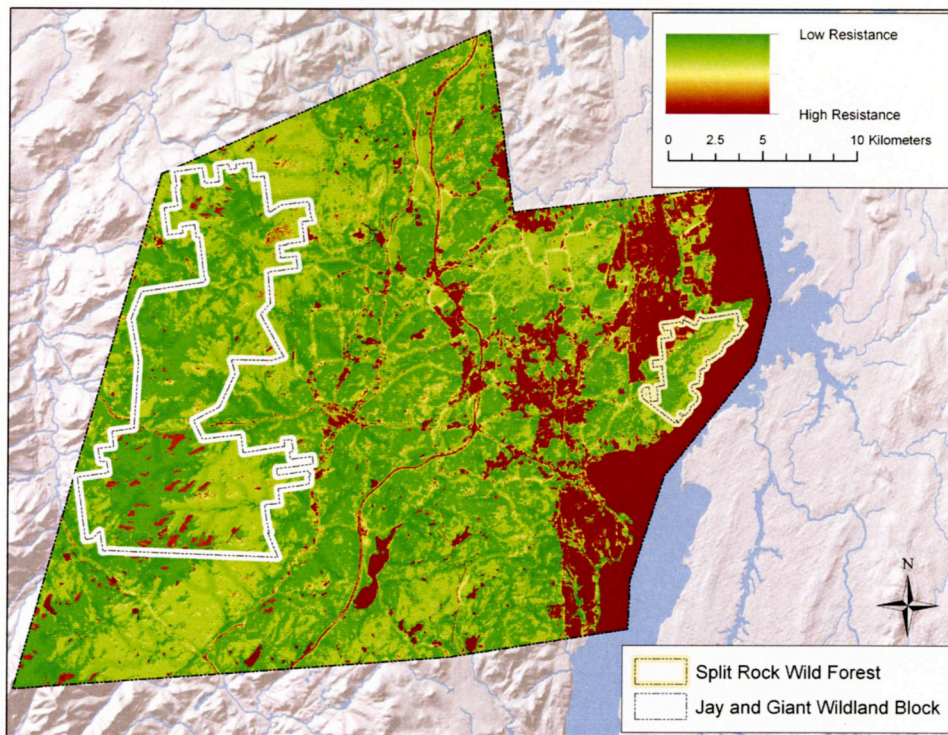 Low Resistance
High Resistance
0 2.5 5 10 Kilometers
N
Split Rock Wild Forest
Jay and Giant Wildland Block